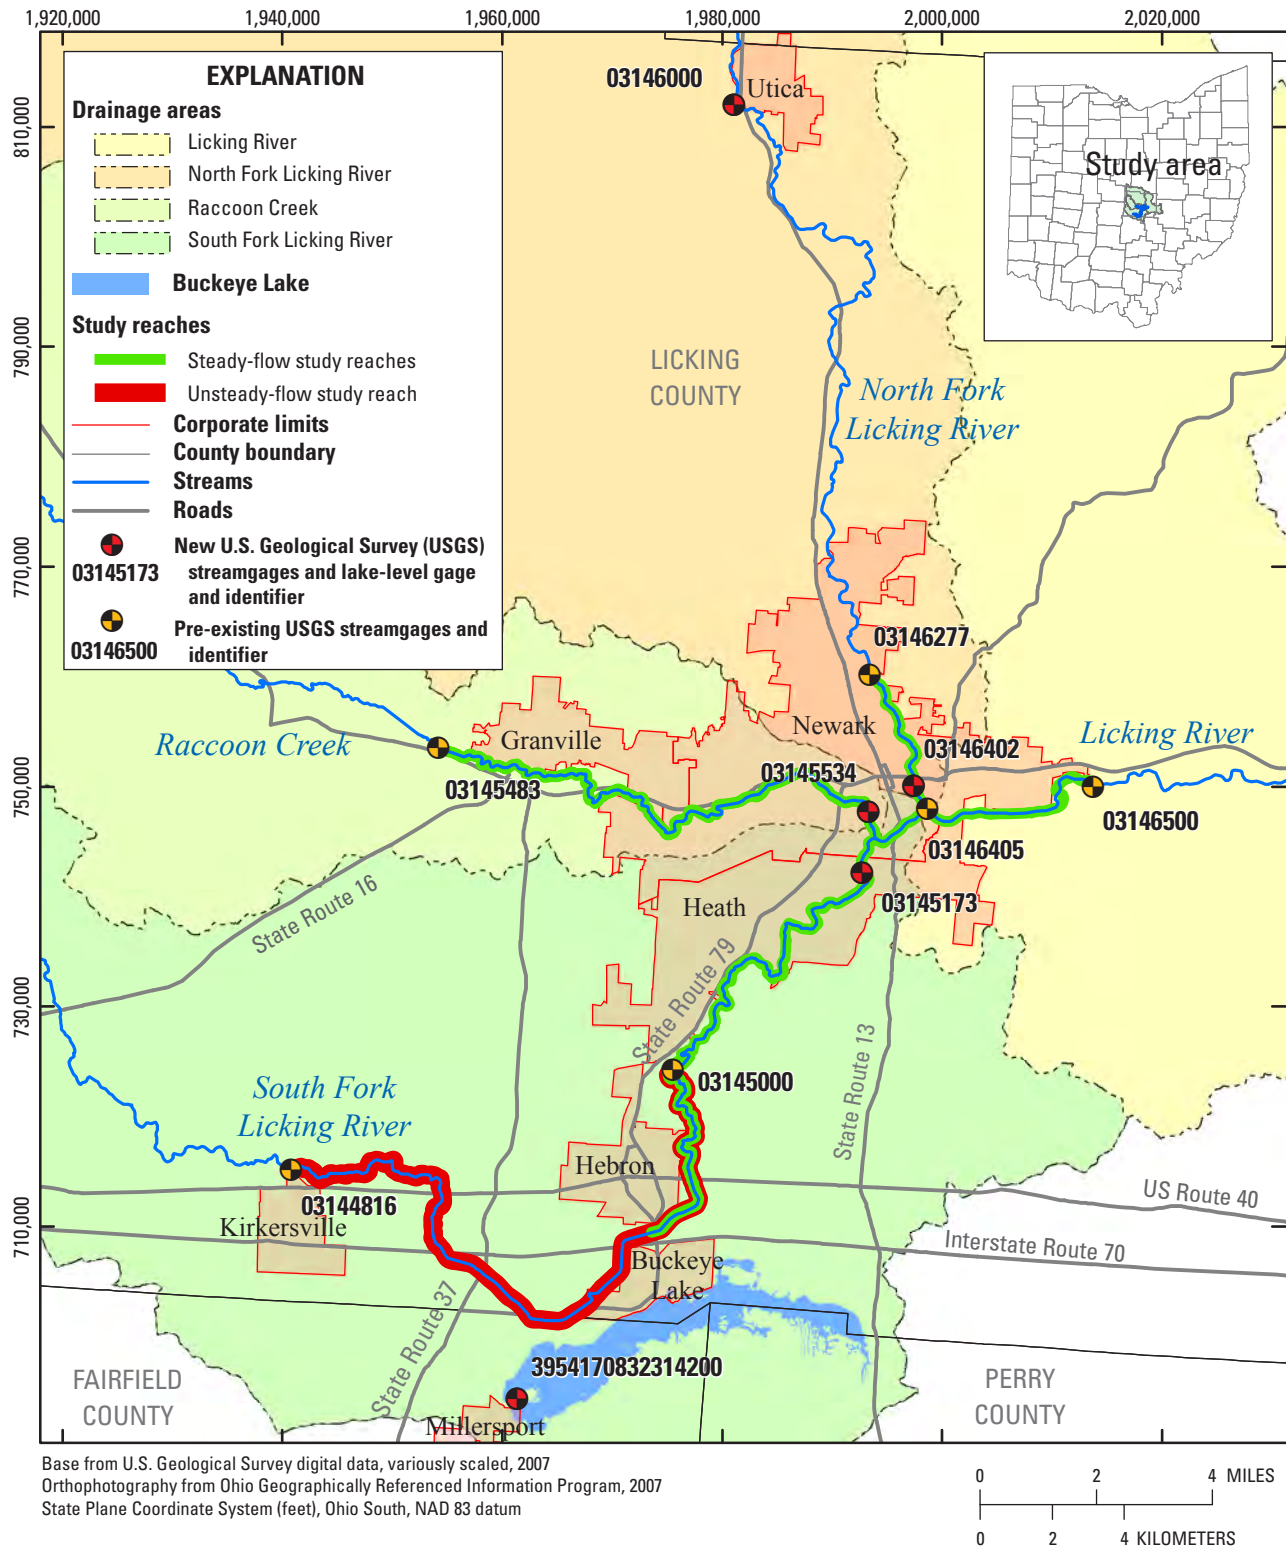 1,920,000
1,940,000
1,960,000
1,980,000
2,000,000
2,020,000
810,000
790,000
770,000
750,000
730,000
710,000
EXPLANATION
Drainage areas
Licking River
North Fork Licking River
Raccoon Creek
South Fork Licking River
Buckeye Lake
Study reaches
Steady-flow study reaches
Unsteady-flow study reach
Corporate limits
County boundary
Streams
Roads
New U.S. Geological Survey (USGS)
03145173
streamgages and lake-level gage
and identifier
Pre-existing USGS streamgages and
03146500
identifier
03146000
Utica
Study area
LICKING
COUNTY
North Fork
Licking River
03146277
Newark
Raccoon Creek
Granville
03146402
Licking River
03145534
03145483
03146500
03146405
State Route 16
Heath
03145173
State Route 79
State Route 13
03145000
South Fork
Licking River
Hebron
03144816
Kirkersville
US Route 40
Interstate Route 70
Buckeye
Lake
State Route 37
3954170832314200
FAIRFIELD
COUNTY
PERRY
COUNTY
Millersport
Base from U.S. Geological Survey digital data, variously scaled, 2007
Orthophotography from Ohio Geographically Referenced Information Program, 2007
State Plane Coordinate System (feet), Ohio South, NAD 83 datum
0 2 4 MILES
0 2 4 KILOMETERS